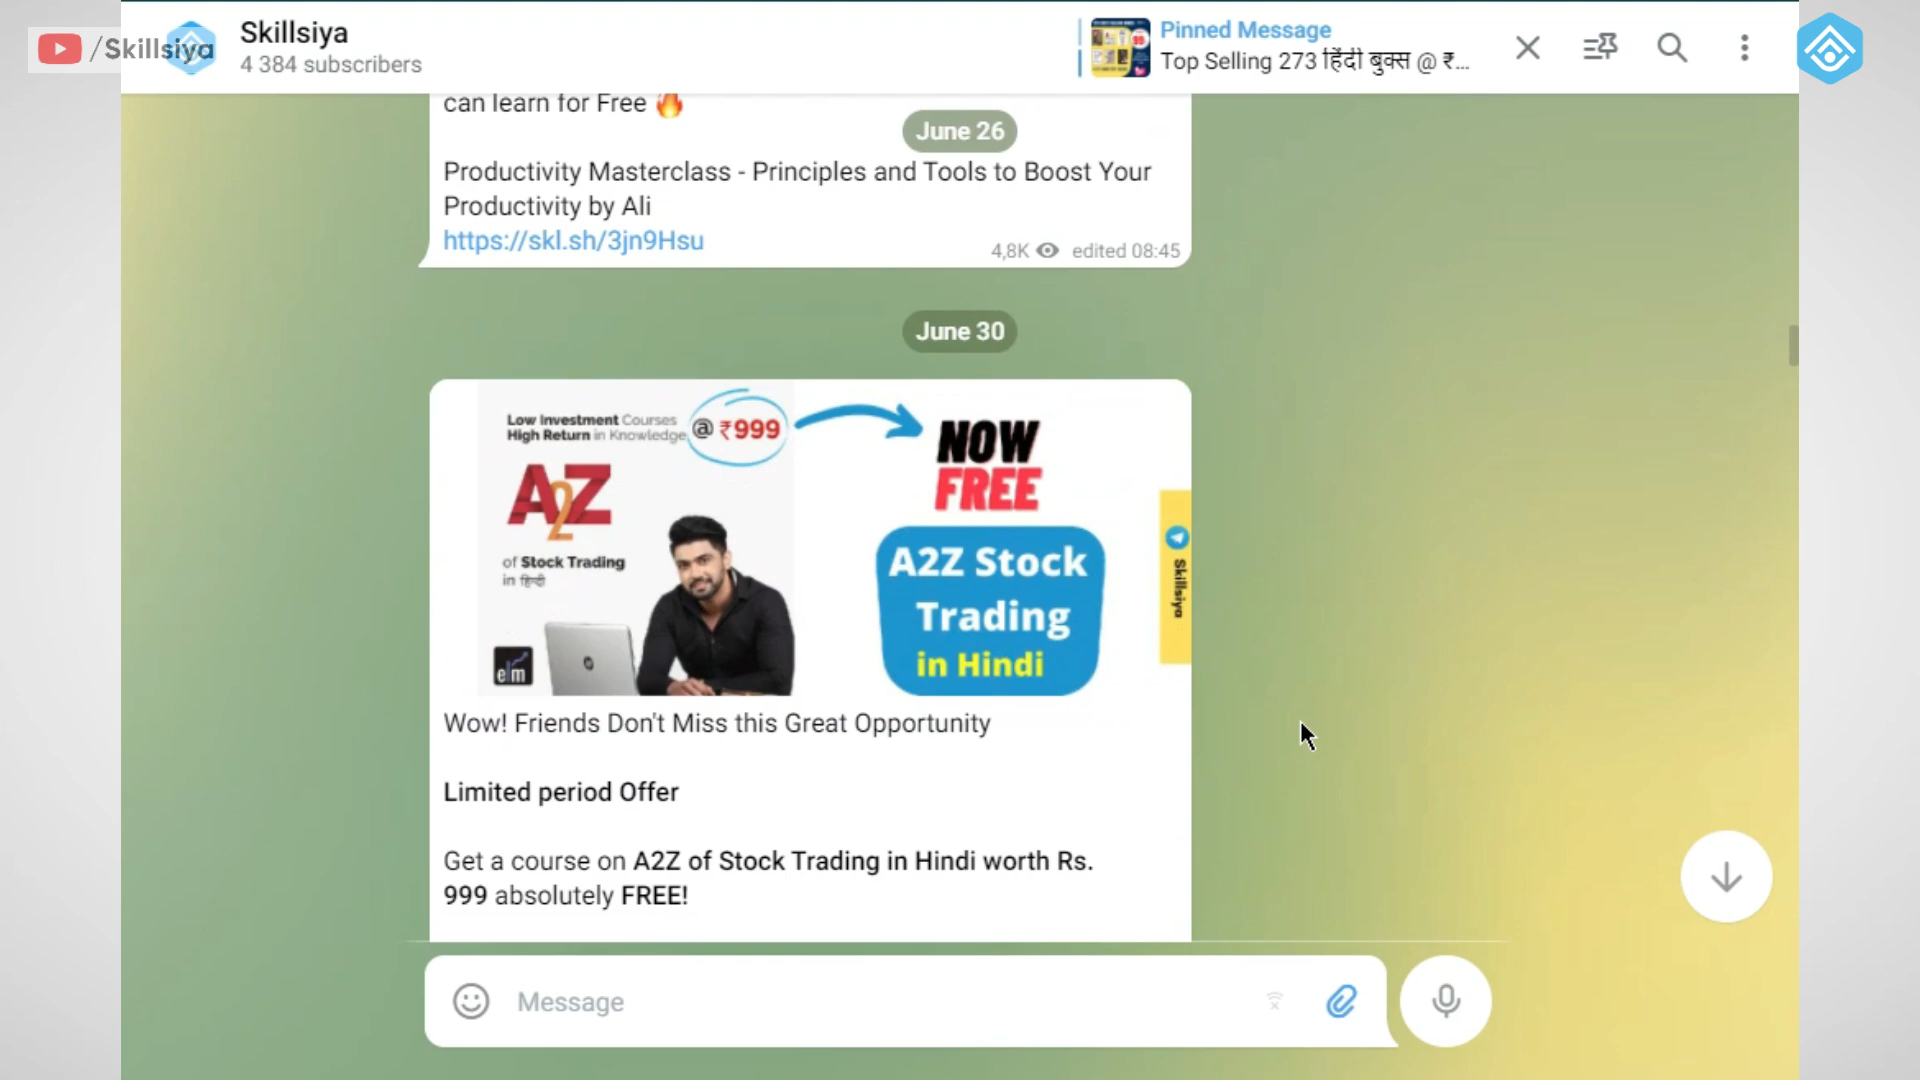 /Skillsiya
Skillsiya
4 384 subscribers
Pinned Message
Top Selling 273 हिंदी बुक्स @ ₹...
can learn for Free 🔥
June 26
Productivity Masterclass - Principles and Tools to Boost Your
Productivity by Ali
https://skl.sh/3jn9Hsu
4,8K edited 08:45
June 30
Low Investment Courses
High Return in Knowledge
@ ₹999
A2Z
of Stock Trading
in हिन्दी
elm
NOW
FREE
A2Z Stock
Trading
in Hindi
Skillsiya
Wow! Friends Don't Miss this Great Opportunity
Limited period Offer
Get a course on A2Z of Stock Trading in Hindi worth Rs.
999 absolutely FREE!
Message